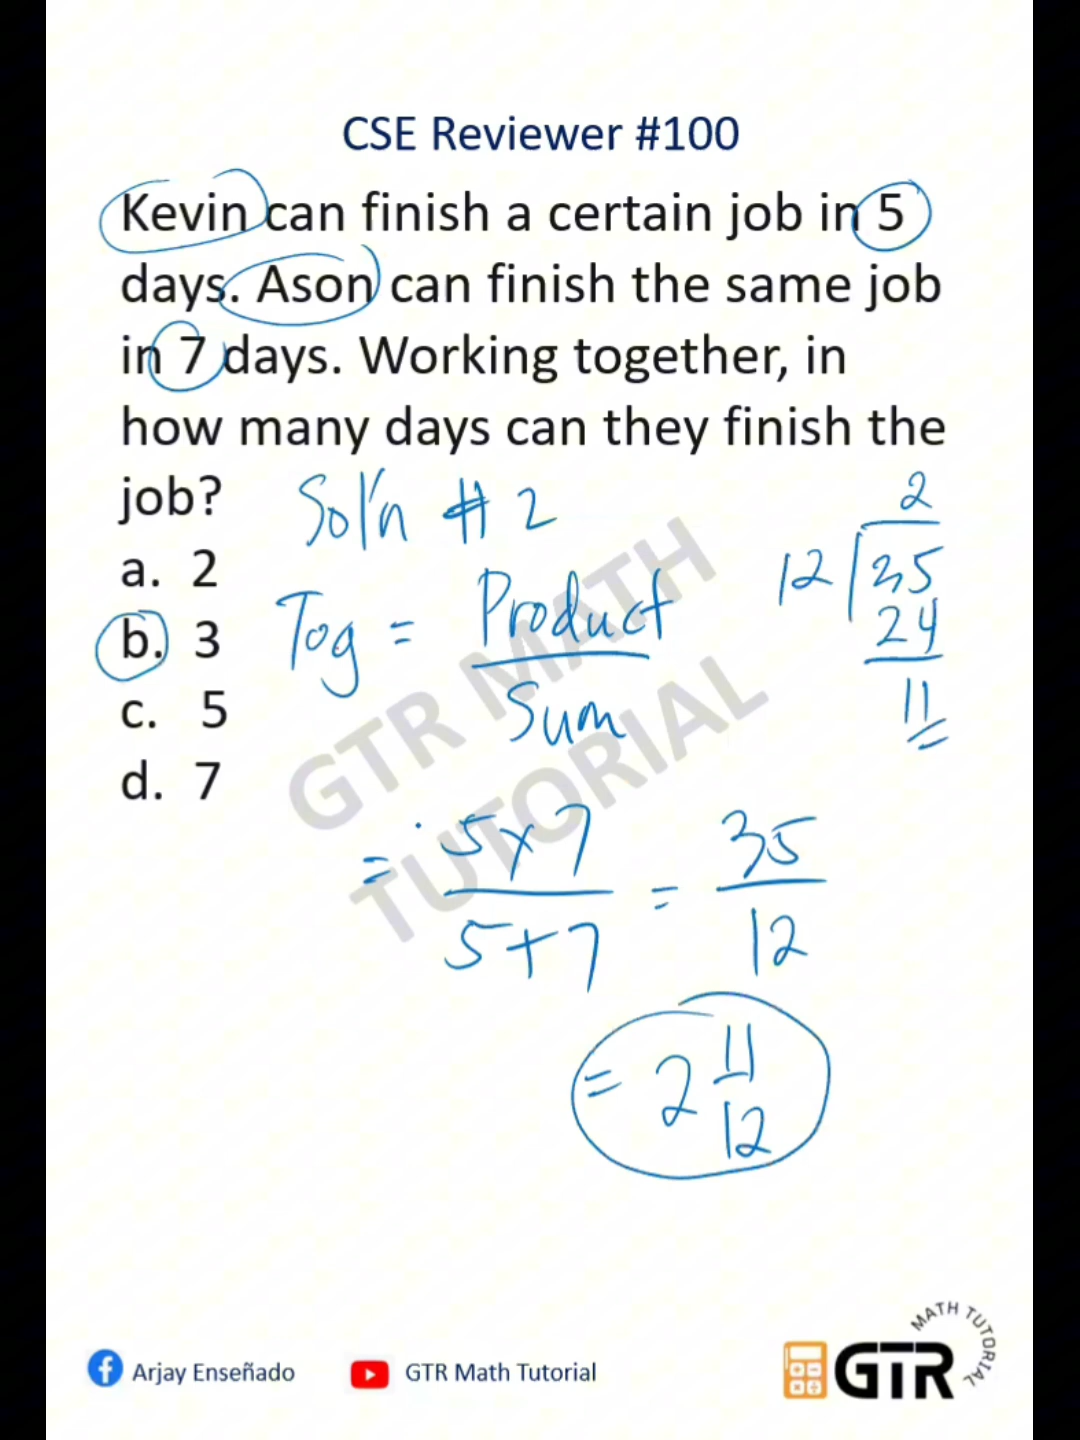 CSE Reviewer #100
Kevin can finish a certain job in 5
days. Ason can finish the same job
in 7 days. Working together, in
how many days can they finish the
job?
Sol'n #2
a. 2
b. 3
c. 5
d. 7
Tog = Product
Sum
2
12 35
24
11
= 5x7
5+7
= 35
12
= 2 11
12
GTR MATH
TUTORIAL
Arjay Enseñado
GTR Math Tutorial
MATH TUTORIAL
GTR